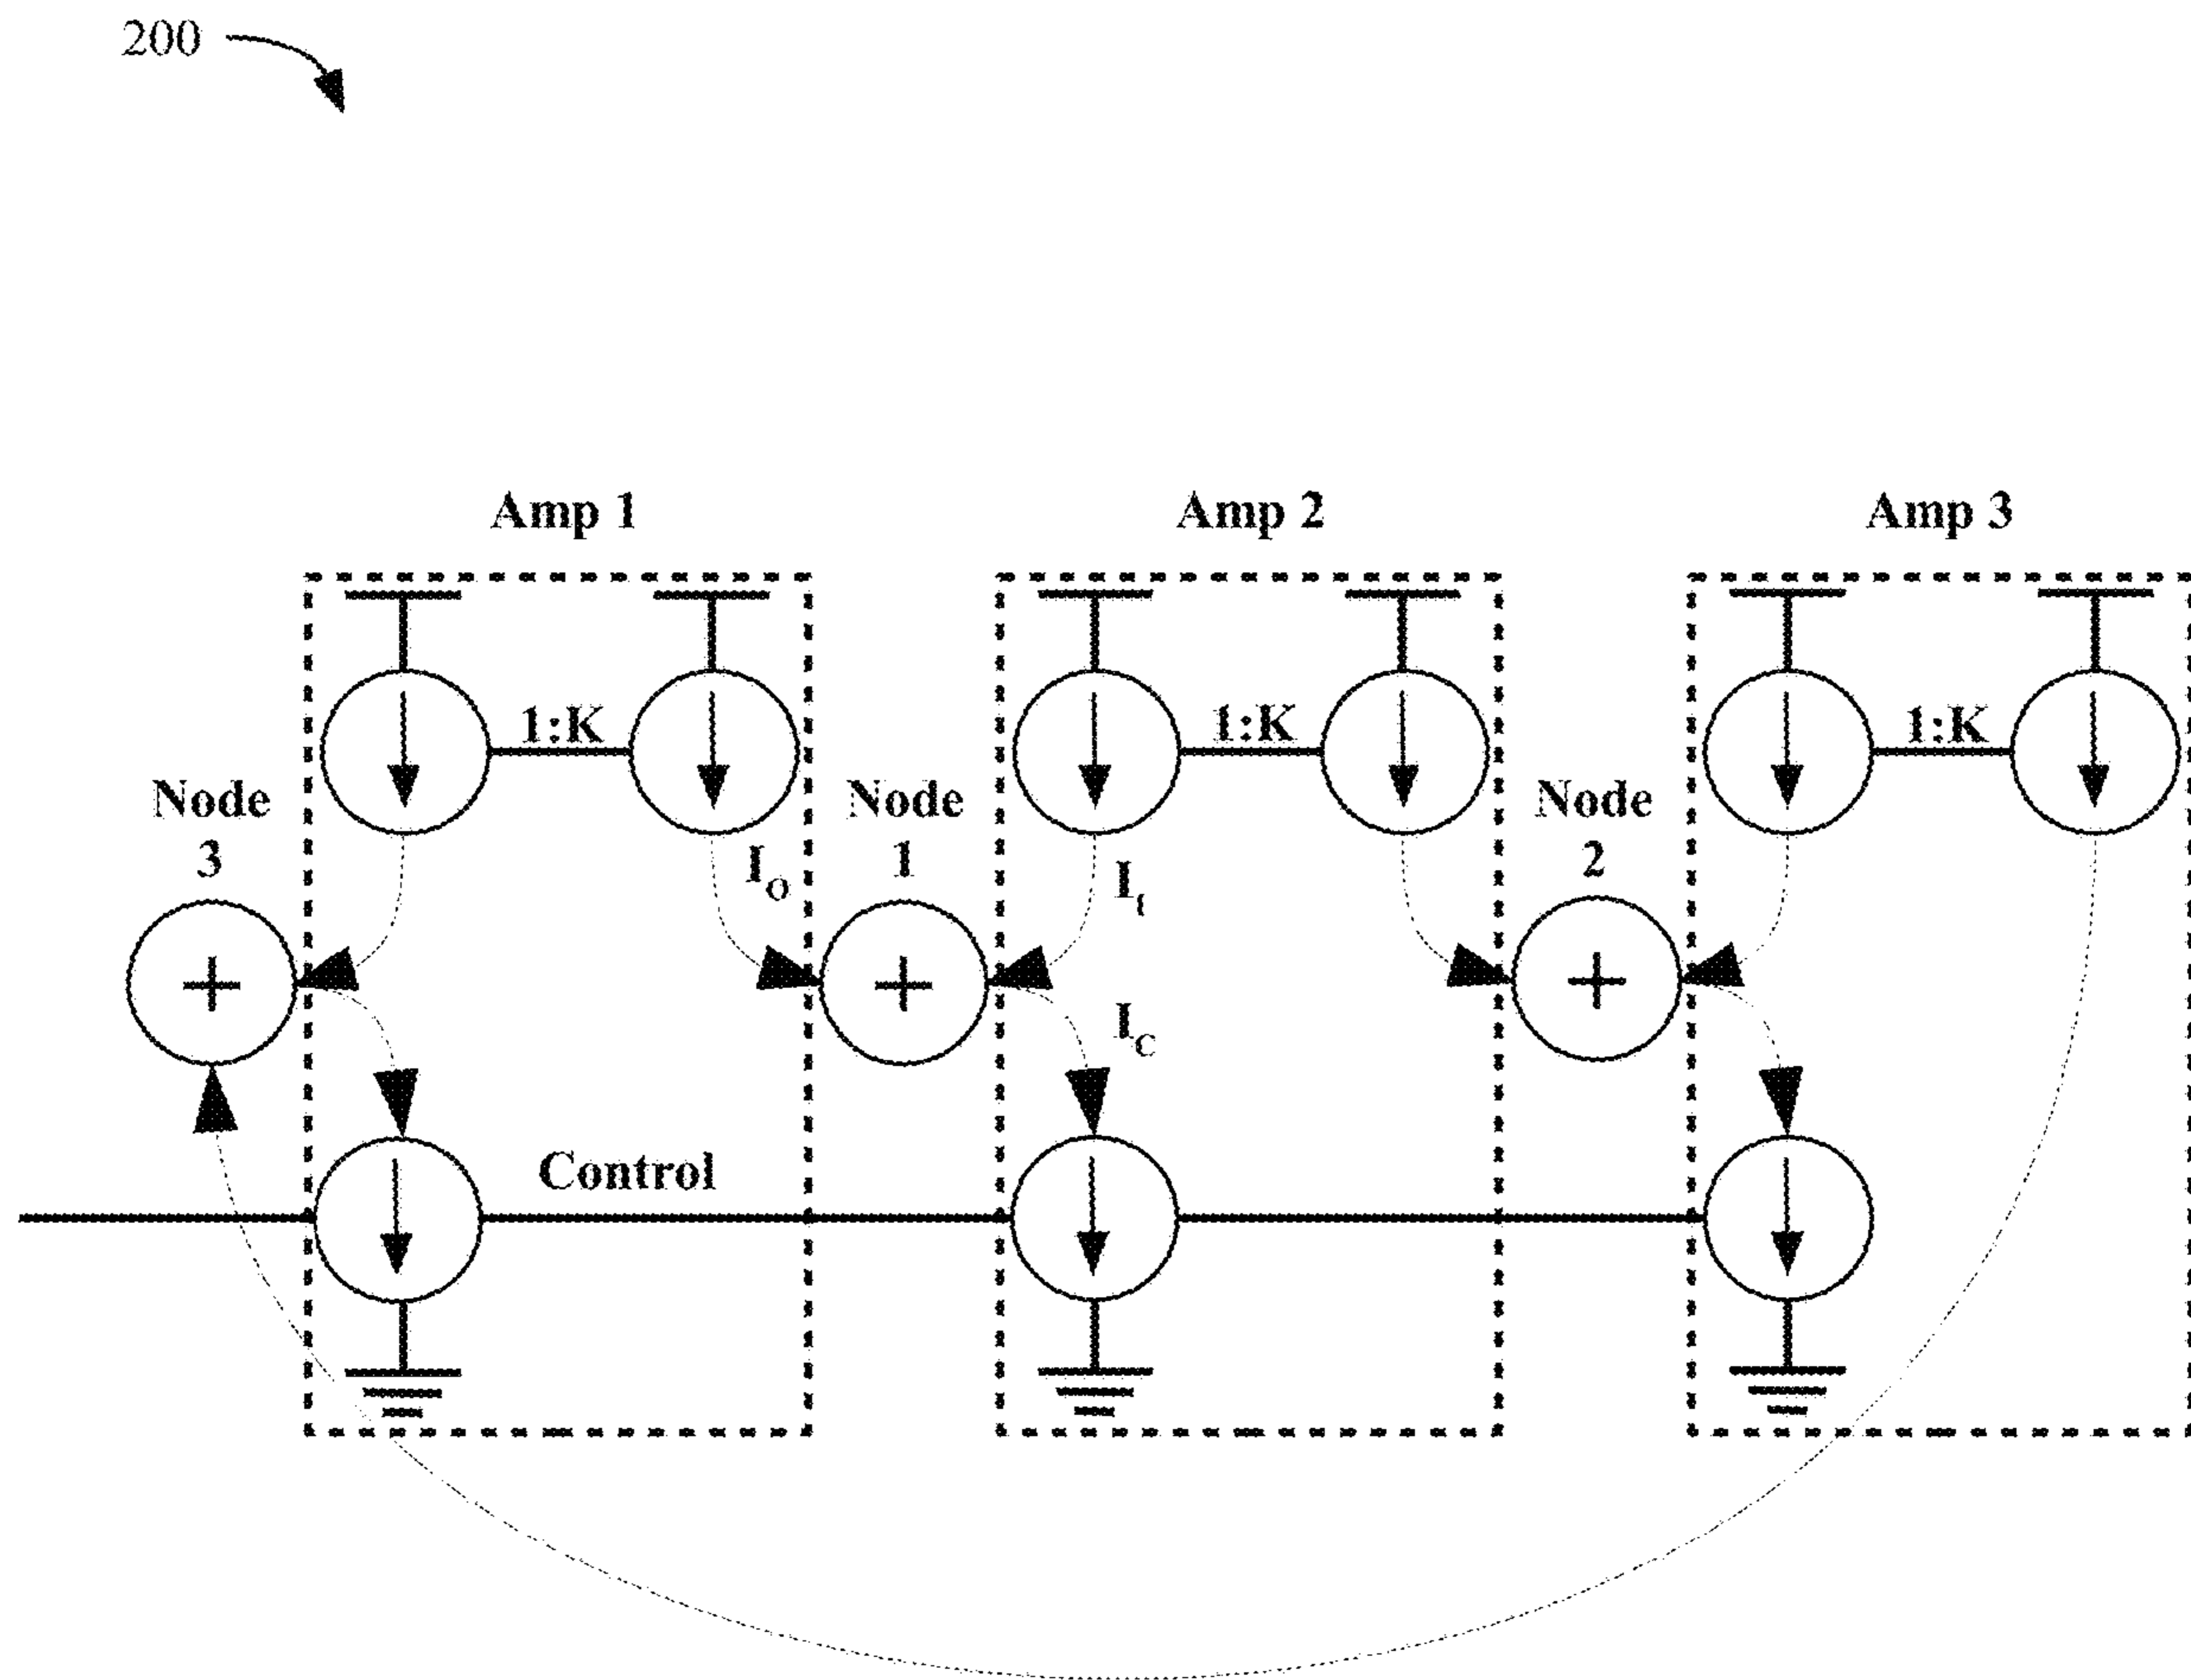 200
Amp 1
Amp 2
Amp 3
1:K
1:K
1:K
Node
3
Node
1
Node
2
I_O
I_I
I_C
Control